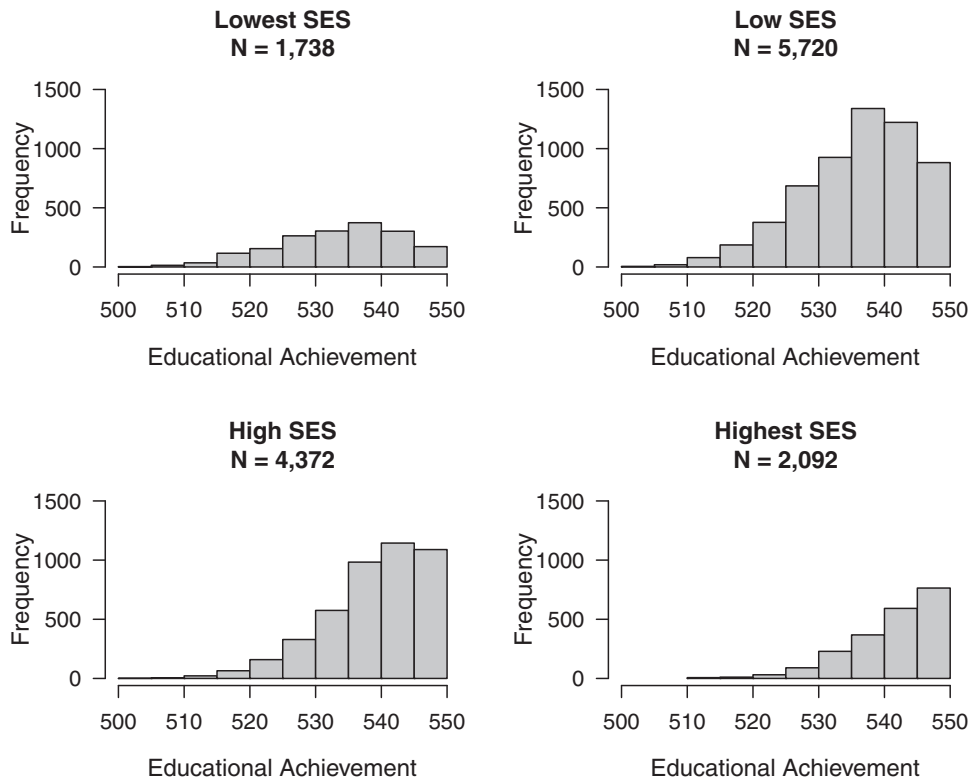 Lowest SES
N = 1,738
1500
1000
500
0
Frequency
500 510 520 530 540 550
Educational Achievement
Low SES
N = 5,720
1500
1000
500
0
Frequency
500 510 520 530 540 550
Educational Achievement
High SES
N = 4,372
1500
1000
500
0
Frequency
500 510 520 530 540 550
Educational Achievement
Highest SES
N = 2,092
1500
1000
500
0
Frequency
500 510 520 530 540 550
Educational Achievement